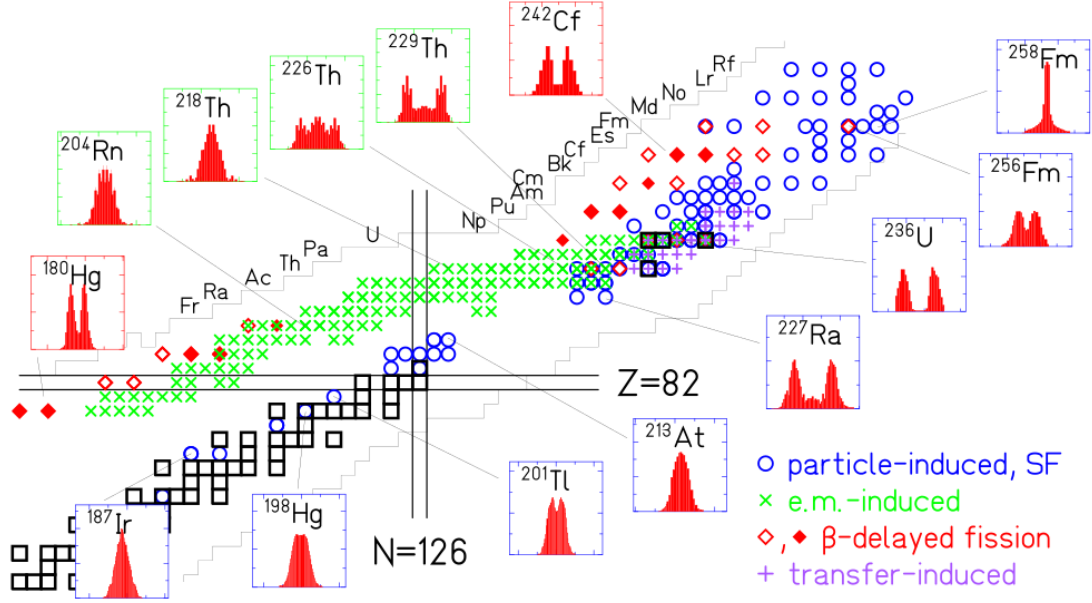 ²⁴²Cf
²⁵⁸Fm
²²⁹Th
²²⁶Th
²¹⁸Th
²⁰⁴Rn
¹⁸⁰Hg
Rf
Lr
No
Md
Fm
Es
Cf
Bk
Cm
Am
Pu
Np
U
Pa
Th
Ac
Ra
Fr
²⁵⁶Fm
²³⁶U
²²⁷Ra
Z=82
²¹³At
²⁰¹Tl
¹⁹⁸Hg
¹⁸⁷Ir
N=126
particle-induced, SF
e.m.-induced
, β-delayed fission
transfer-induced